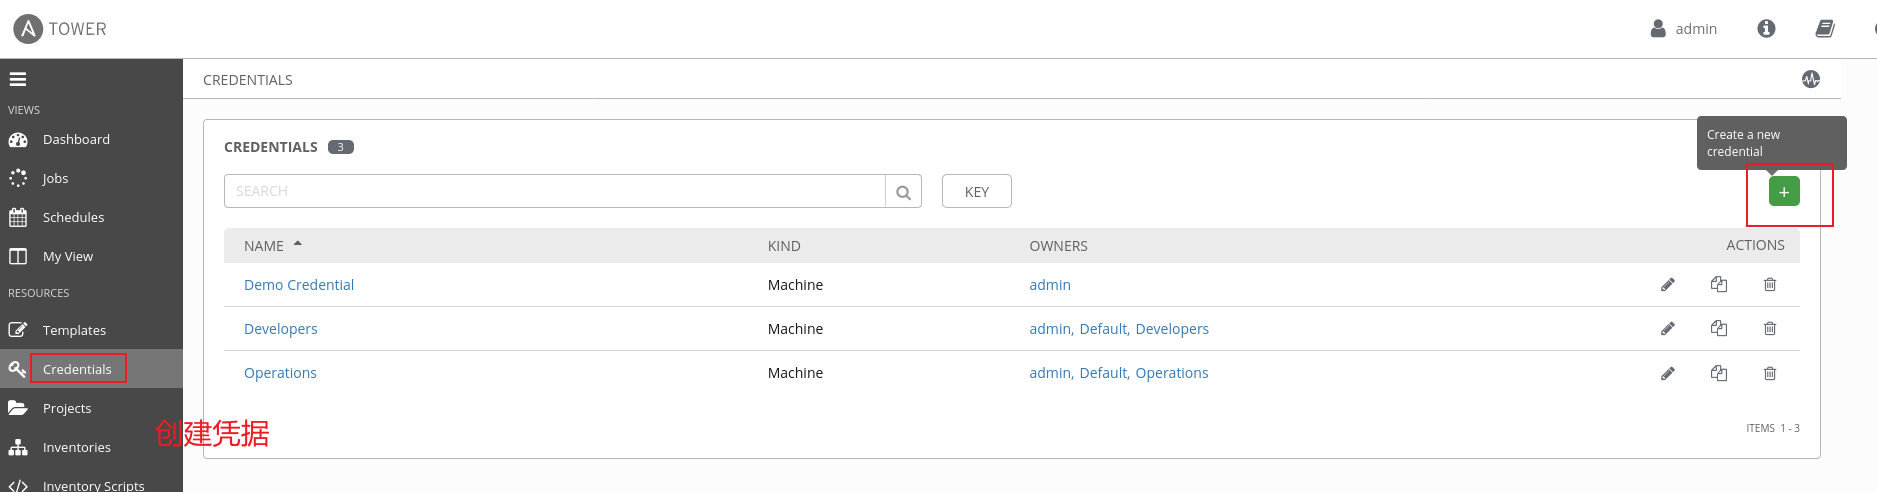 TOWER
admin
CREDENTIALS
VIEWS
Dashboard
Jobs
Schedules
My View
RESOURCES
Templates
Credentials
Projects
Inventories
Inventory Scripts
CREDENTIALS 3
Create a new
credential
SEARCH
KEY
+
NAME KIND OWNERS ACTIONS
Demo Credential Machine admin
Developers Machine admin, Default, Developers
Operations Machine admin, Default, Operations
创建凭据
ITEMS 1 - 3